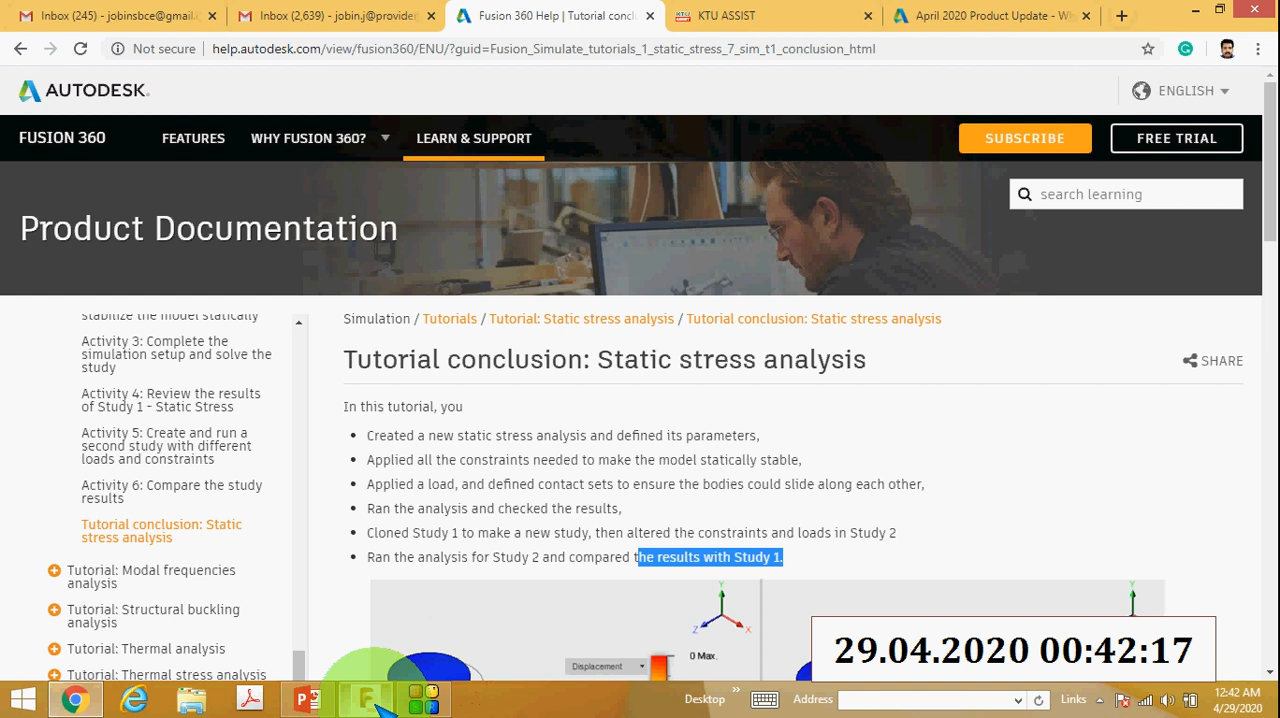 Inbox (245) - jobinsbce@gmail.
Inbox (2,639) - jobin.j@provide
Fusion 360 Help | Tutorial concl
KTU ASSIST
April 2020 Product Update - Wh
Not secure
help.autodesk.com/view/fusion360/ENU/?guid=Fusion_Simulate_tutorials_1_static_stress_7_sim_t1_conclusion_html
AUTODESK.
ENGLISH
FUSION 360
FEATURES
WHY FUSION 360?
LEARN & SUPPORT
SUBSCRIBE
FREE TRIAL
Product Documentation
search learning
stabilize the model statically
Activity 3: Complete the
simulation setup and solve the
study
Activity 4: Review the results
of Study 1 - Static Stress
Activity 5: Create and run a
second study with different
loads and constraints
Activity 6: Compare the study
results
Tutorial conclusion: Static
stress analysis
Tutorial: Modal frequencies
analysis
Tutorial: Structural buckling
analysis
Tutorial: Thermal analysis
Tutorial: Thermal stress analysis
Simulation / Tutorials / Tutorial: Static stress analysis / Tutorial conclusion: Static stress analysis
Tutorial conclusion: Static stress analysis
SHARE
In this tutorial, you
• Created a new static stress analysis and defined its parameters,
• Applied all the constraints needed to make the model statically stable,
• Applied a load, and defined contact sets to ensure the bodies could slide along each other,
• Ran the analysis and checked the results,
• Cloned Study 1 to make a new study, then altered the constraints and loads in Study 2
• Ran the analysis for Study 2 and compared the results with Study 1.
Y
Z
X
Y
Displacement
0 Max.
29.04.2020 00:42:17
Desktop
Address
Links
12:42 AM
4/29/2020